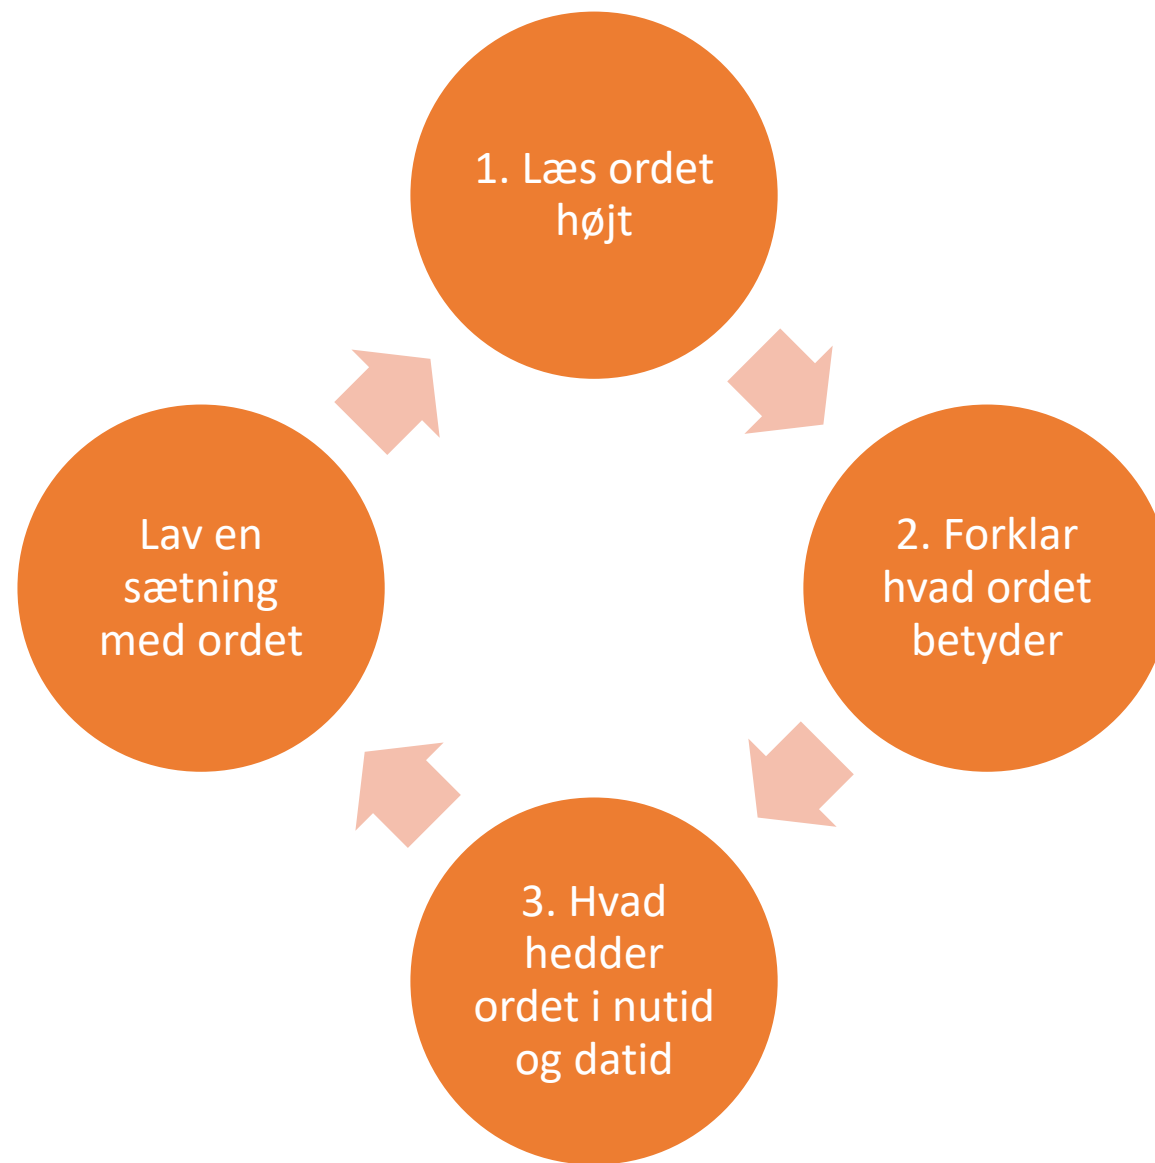 1. Læs ordet
højt
2. Forklar
hvad ordet
betyder
3. Hvad
hedder
ordet i nutid
og datid
Lav en
sætning
med ordet